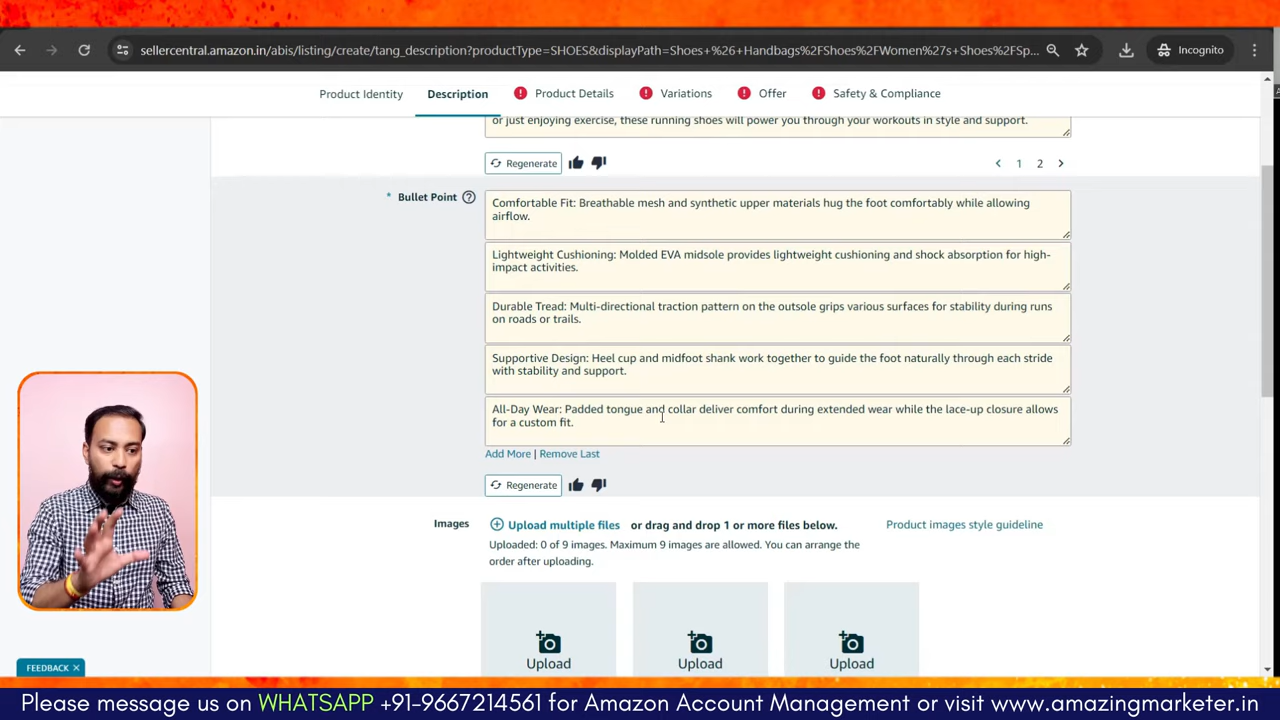 sellercentral.amazon.in/abis/listing/create/tang_description?productType=SHOES&displayPath=Shoes+%26+Handbags%2FShoes%2FWomen%27s+Shoes%2FSp...
Incognito
Product Identity
Description
Product Details
Variations
Offer
Safety & Compliance
or just enjoying exercise, these running shoes will power you through your workouts in style and support.
Regenerate
1 2
* Bullet Point
Comfortable Fit: Breathable mesh and synthetic upper materials hug the foot comfortably while allowing
airflow.
Lightweight Cushioning: Molded EVA midsole provides lightweight cushioning and shock absorption for high-
impact activities.
Durable Tread: Multi-directional traction pattern on the outsole grips various surfaces for stability during runs
on roads or trails.
Supportive Design: Heel cup and midfoot shank work together to guide the foot naturally through each stride
with stability and support.
All-Day Wear: Padded tongue and collar deliver comfort during extended wear while the lace-up closure allows
for a custom fit.
Add More | Remove Last
Regenerate
Images
Upload multiple files or drag and drop 1 or more files below.
Product images style guideline
Uploaded: 0 of 9 images. Maximum 9 images are allowed. You can arrange the
order after uploading.
Upload
Upload
Upload
FEEDBACK
Please message us on WHATSAPP +91-9667214561 for Amazon Account Management or visit www.amazingmarketer.in